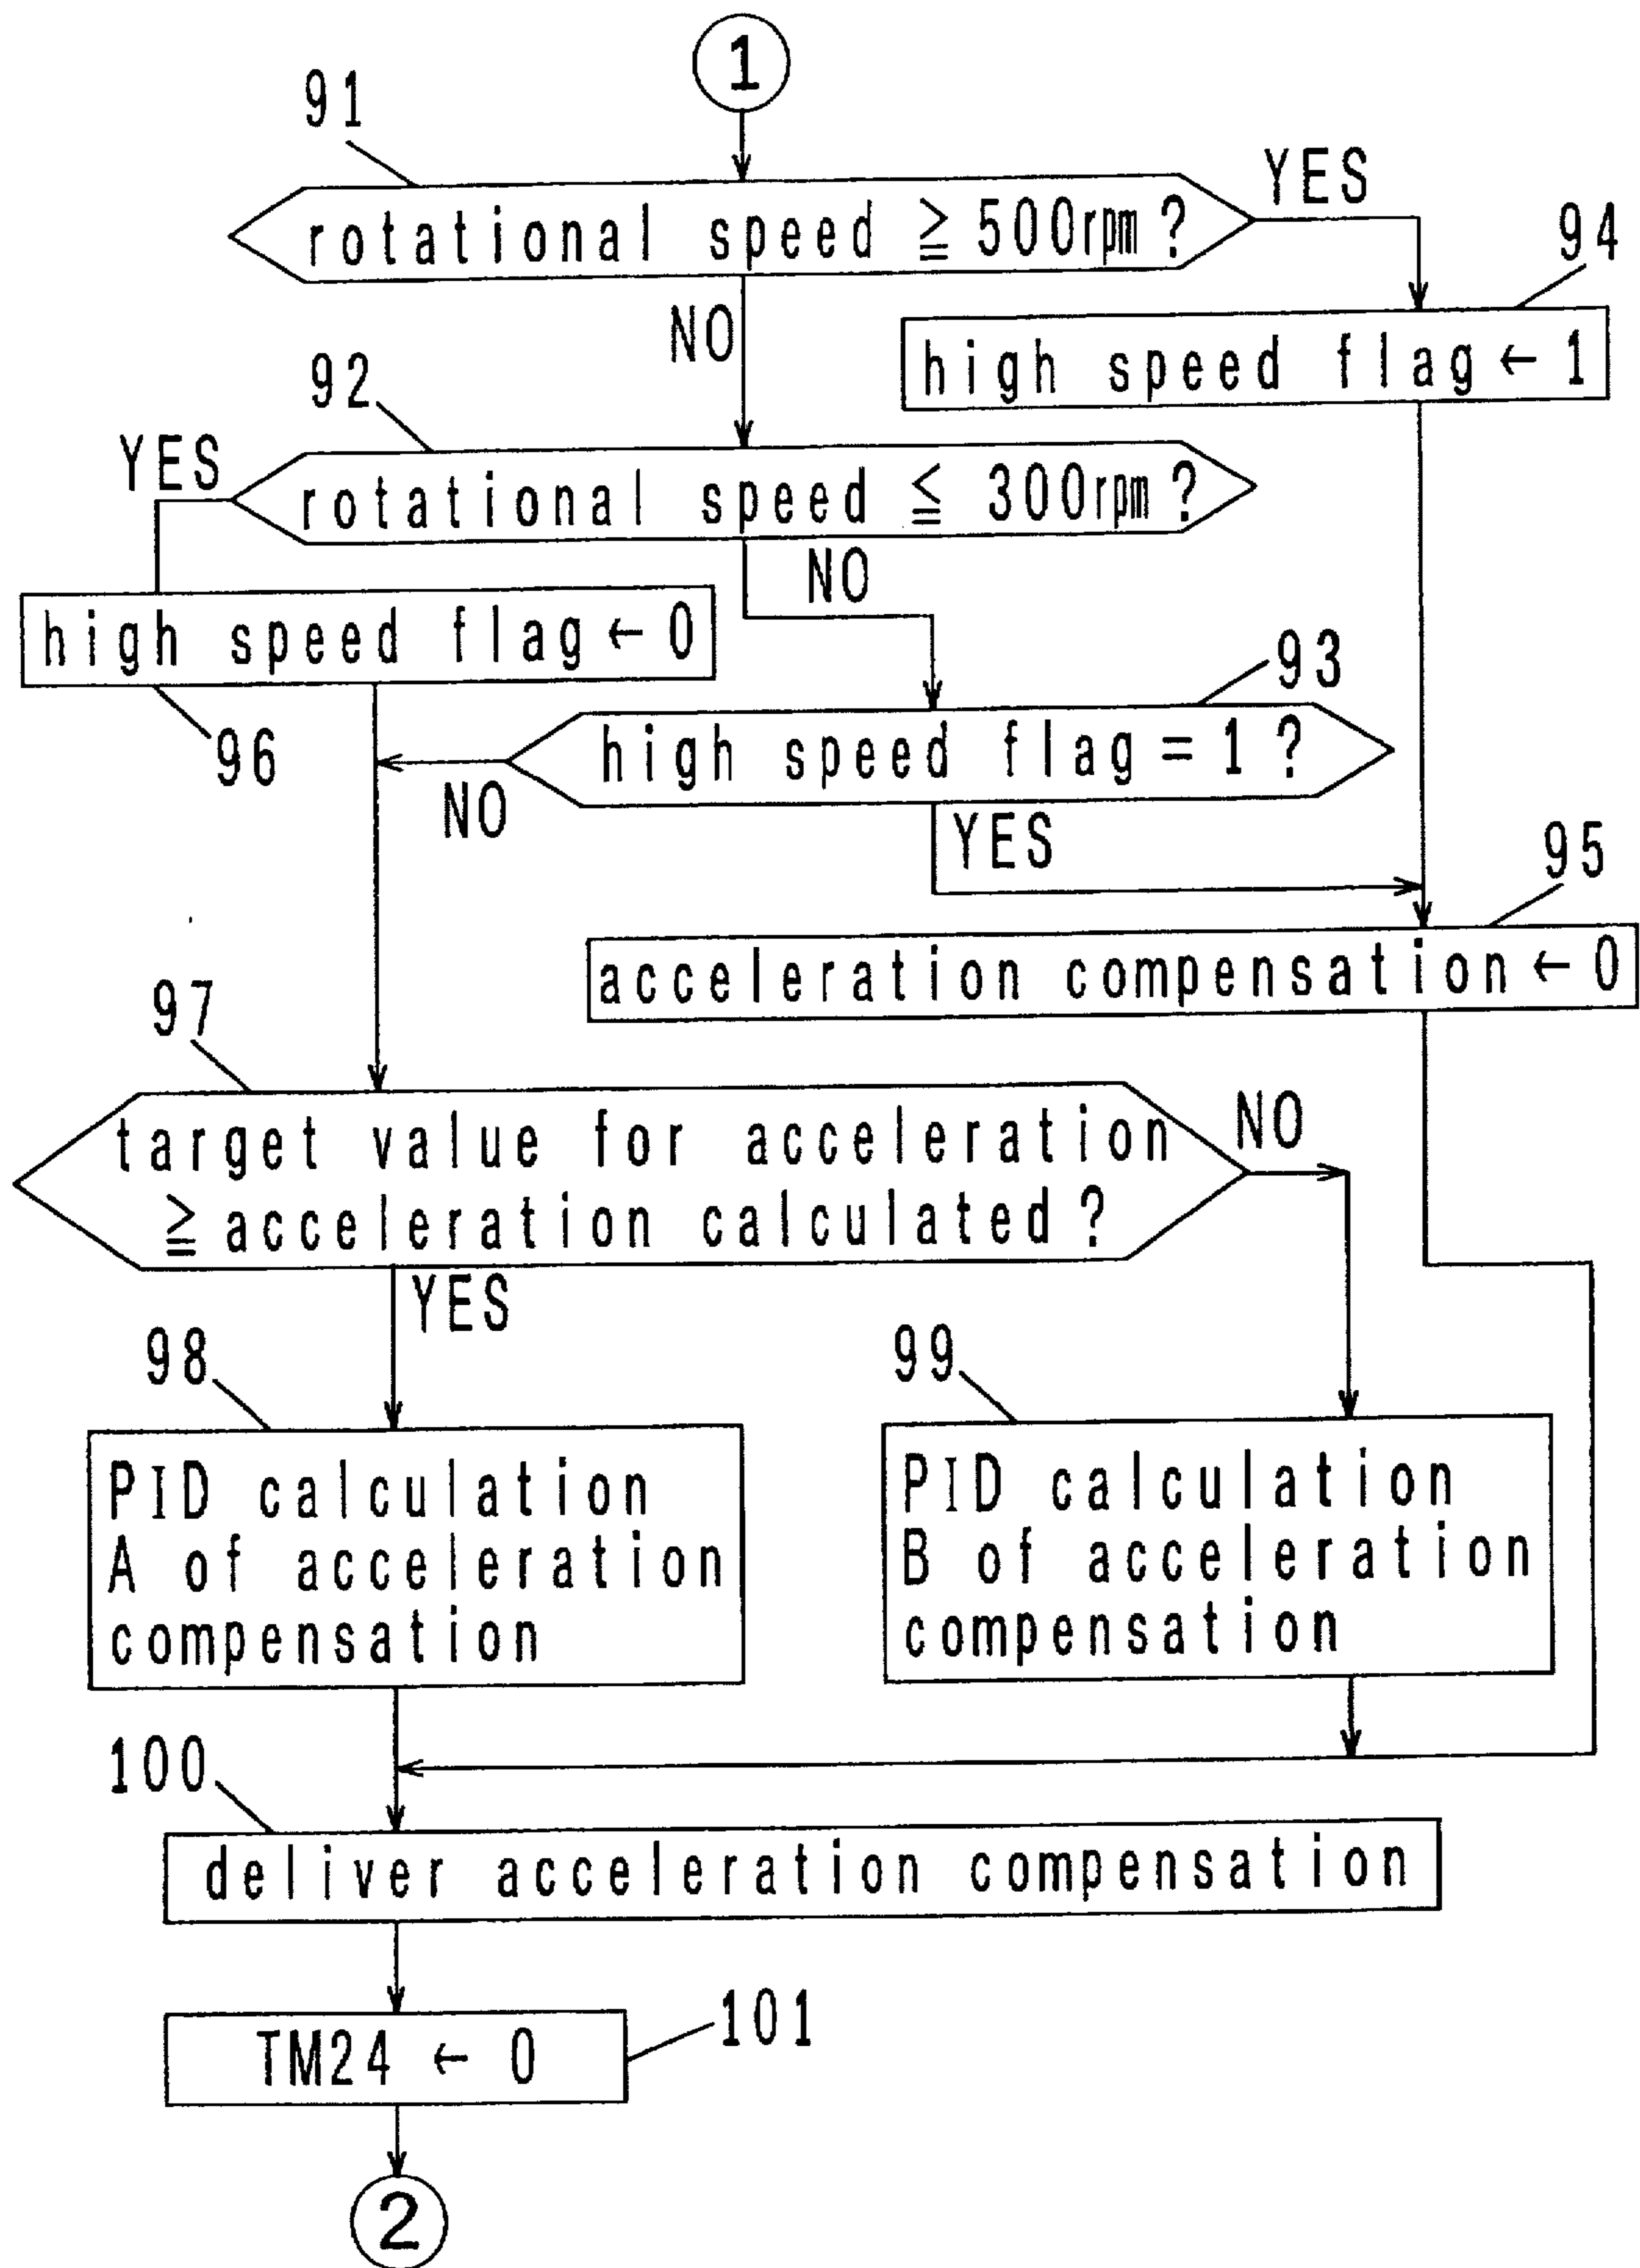 1
91
YES
rotational speed ≧ 500rpm?
94
NO
high speed flag ← 1
92
YES
rotational speed ≦ 300rpm?
NO
high speed flag ← 0
93
96
high speed flag = 1?
NO
YES
95
acceleration compensation ← 0
97
target value for acceleration
≧ acceleration calculated?
NO
YES
98
99
PID calculation
A of acceleration
compensation
PID calculation
B of acceleration
compensation
100
deliver acceleration compensation
101
TM24 ← 0
2